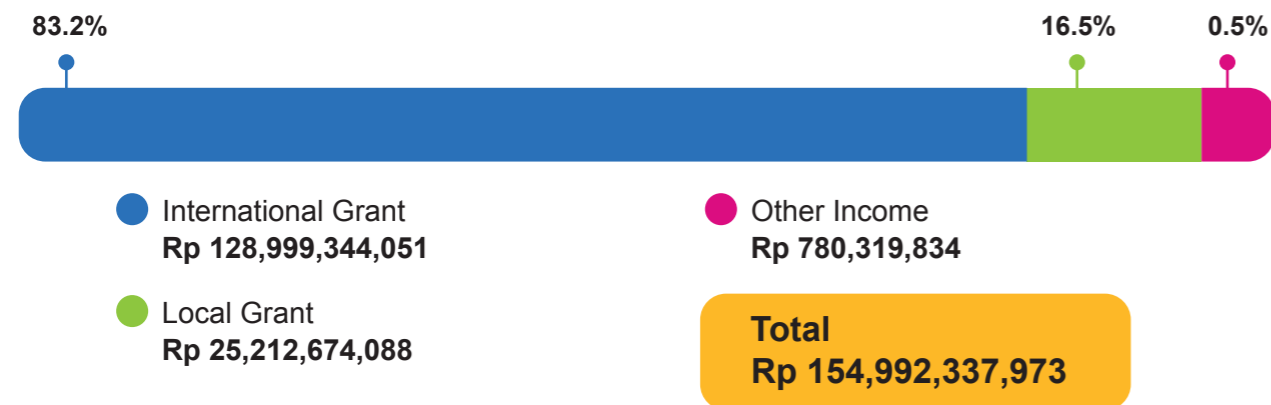 83.2%
16.5%
0.5%
International Grant
Rp 128,999,344,051
Local Grant
Rp 25,212,674,088
Other Income
Rp 780,319,834
Total
Rp 154,992,337,973